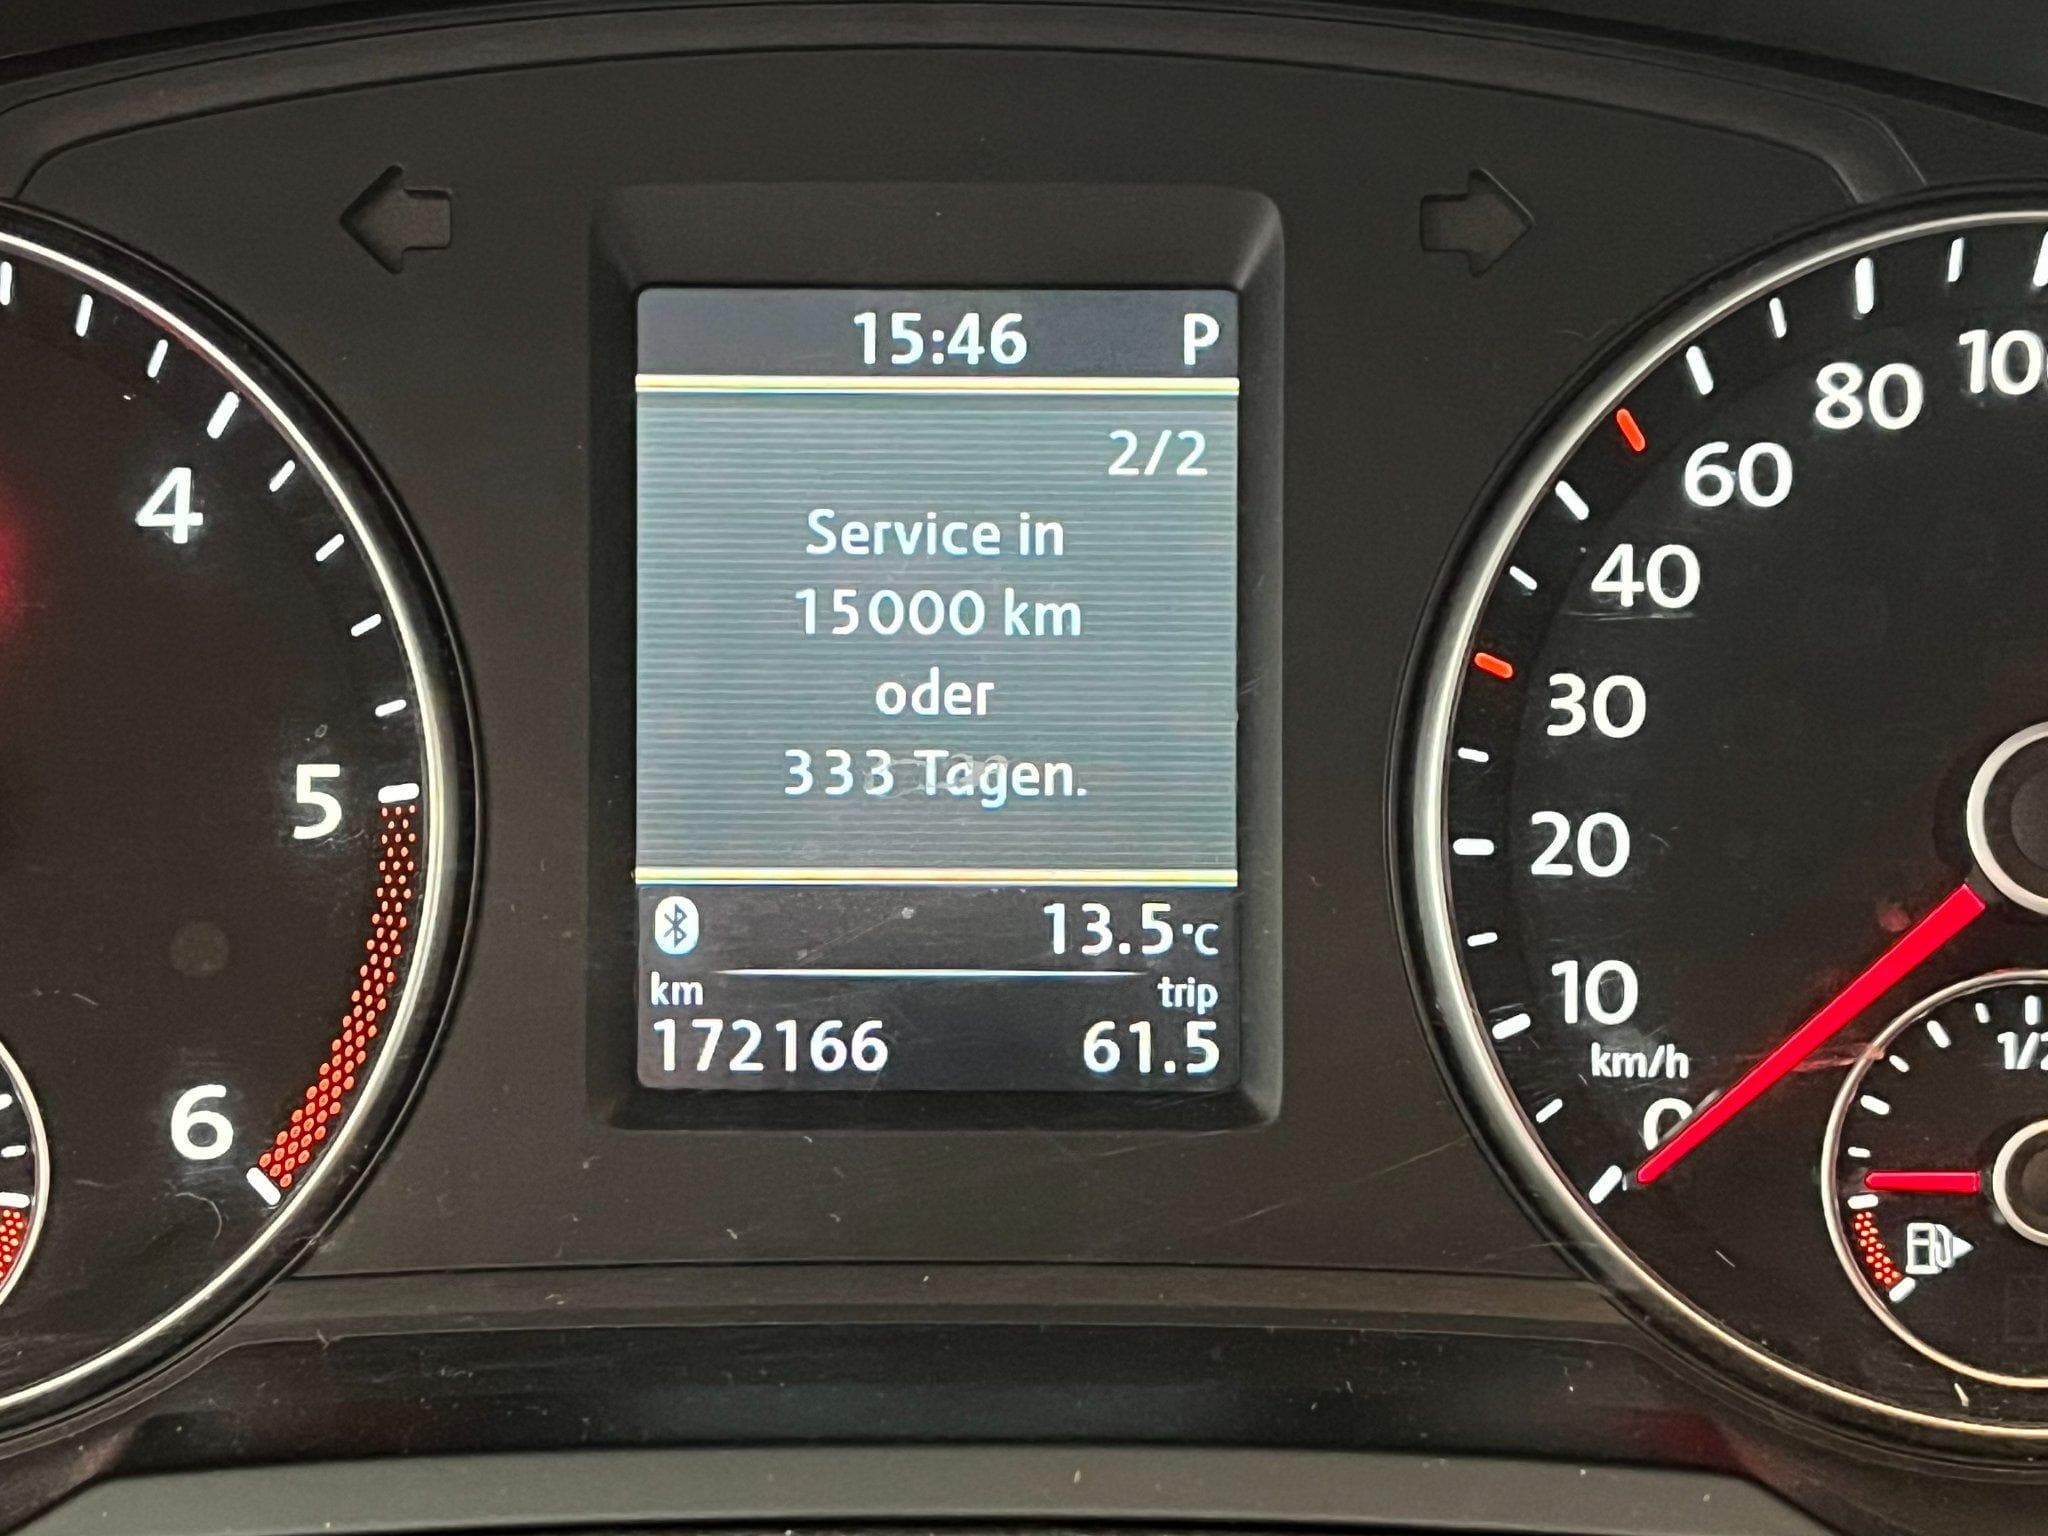 15:46 P
2/2
Service in
15000 km
oder
333 Tagen.
13.5°C
km trip
172166 61.5
4
5
6
100
80
60
40
30
20
10
km/h
0
1/2